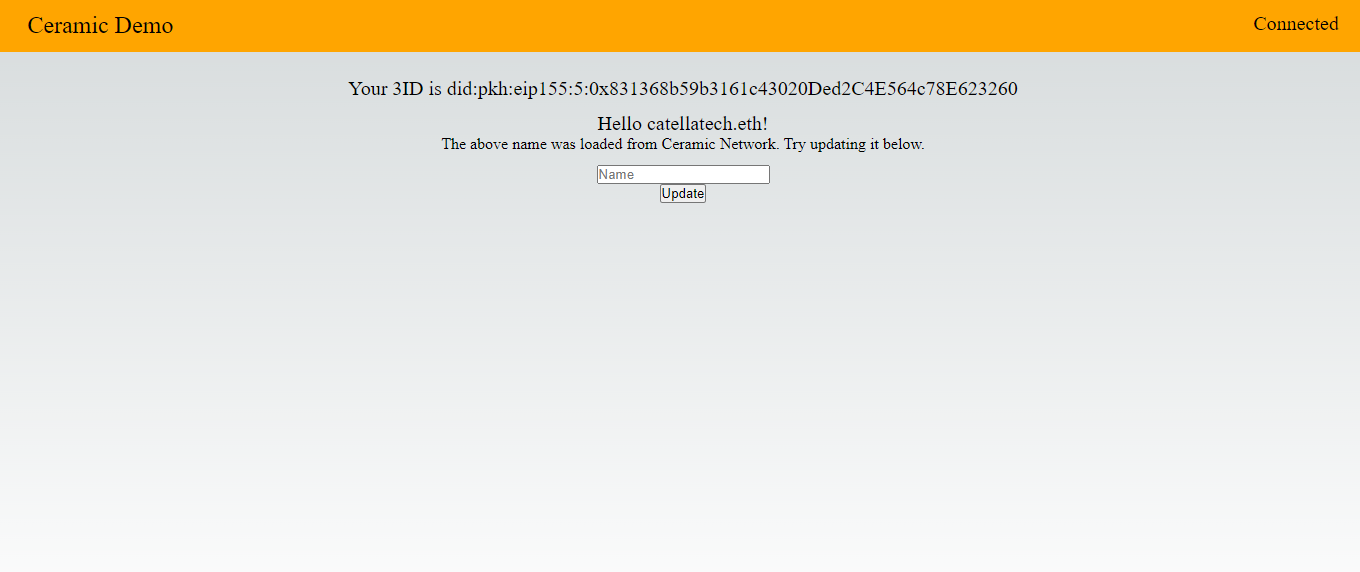 Ceramic Demo
Connected
Your 3ID is did:pkh:eip155:5:0x831368b59b3161c43020Ded2C4E564c78E623260
Hello catellatech.eth!
The above name was loaded from Ceramic Network. Try updating it below.
Name
Update